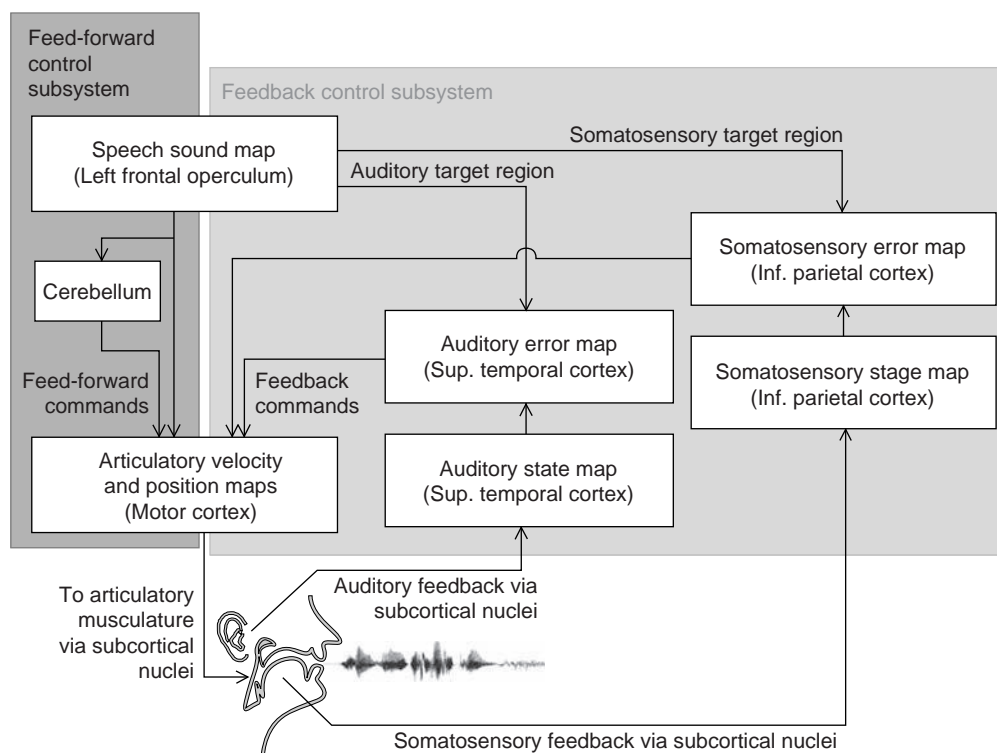 Feed-forward
control
subsystem
Feedback control subsystem
Speech sound map
(Left frontal operculum)
Somatosensory target region
Auditory target region
Somatosensory error map
(Inf. parietal cortex)
Cerebellum
Auditory error map
(Sup. temporal cortex)
Somatosensory stage map
(Inf. parietal cortex)
Feed-forward
commands
Feedback
commands
Articulatory velocity
and position maps
(Motor cortex)
Auditory state map
(Sup. temporal cortex)
To articulatory
musculature
via subcortical
nuclei
Auditory feedback via
subcortical nuclei
Somatosensory feedback via subcortical nuclei